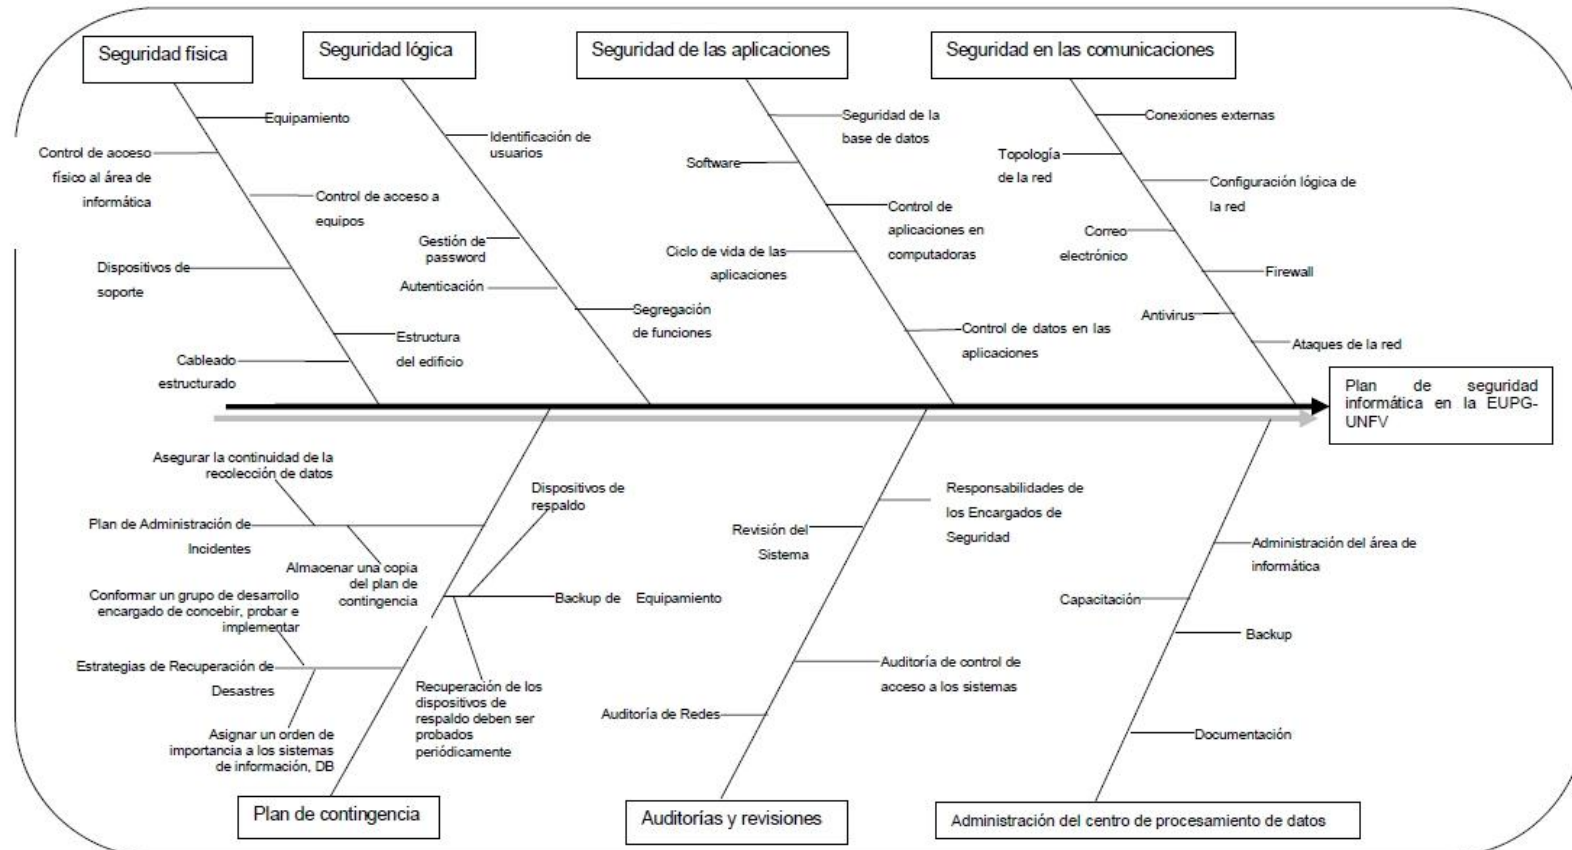 Seguridad física
Seguridad lógica
Seguridad de las aplicaciones
Seguridad en las comunicaciones
Equipamiento
Control de acceso
físico al área de
informática
Control de acceso a
equipos
Dispositivos de
soporte
Estructura
del edificio
Cableado
estructurado
Identificación de
usuarios
Gestión de
password
Autenticación
Segregación
de funciones
Seguridad de la
base de datos
Software
Control de
aplicaciones en
computadoras
Ciclo de vida de las
aplicaciones
Control de datos en las
aplicaciones
Conexiones externas
Topología
de la red
Configuración lógica de
la red
Correo
electrónico
Firewall
Antivirus
Ataques de la red
Plan de seguridad
informática en la EUPG-
UNFV
Asegurar la continuidad de la
recolección de datos
Plan de Administración de
Incidentes
Almacenar una copia
del plan de
contingencia
Conformar un grupo de desarrollo
encargado de concebir, probar e
implementar
Estrategias de Recuperación de
Desastres
Asignar un orden de
importancia a los sistemas
de información, DB
Dispositivos de
respaldo
Backup de Equipamiento
Recuperación de los
dispositivos de
respaldo deben ser
probados
periódicamente
Responsabilidades de
los Encargados de
Seguridad
Revisión del
Sistema
Auditoría de control de
acceso a los sistemas
Auditoría de Redes
Administración del área de
informática
Capacitación
Backup
Documentación
Plan de contingencia
Auditorías y revisiones
Administración del centro de procesamiento de datos